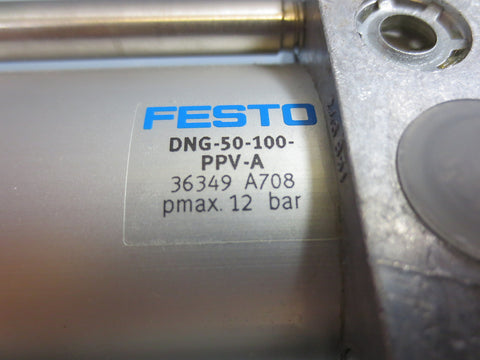 FESTO
DNG-50-100-
PPV-A
36349 A708
pmax. 12 bar